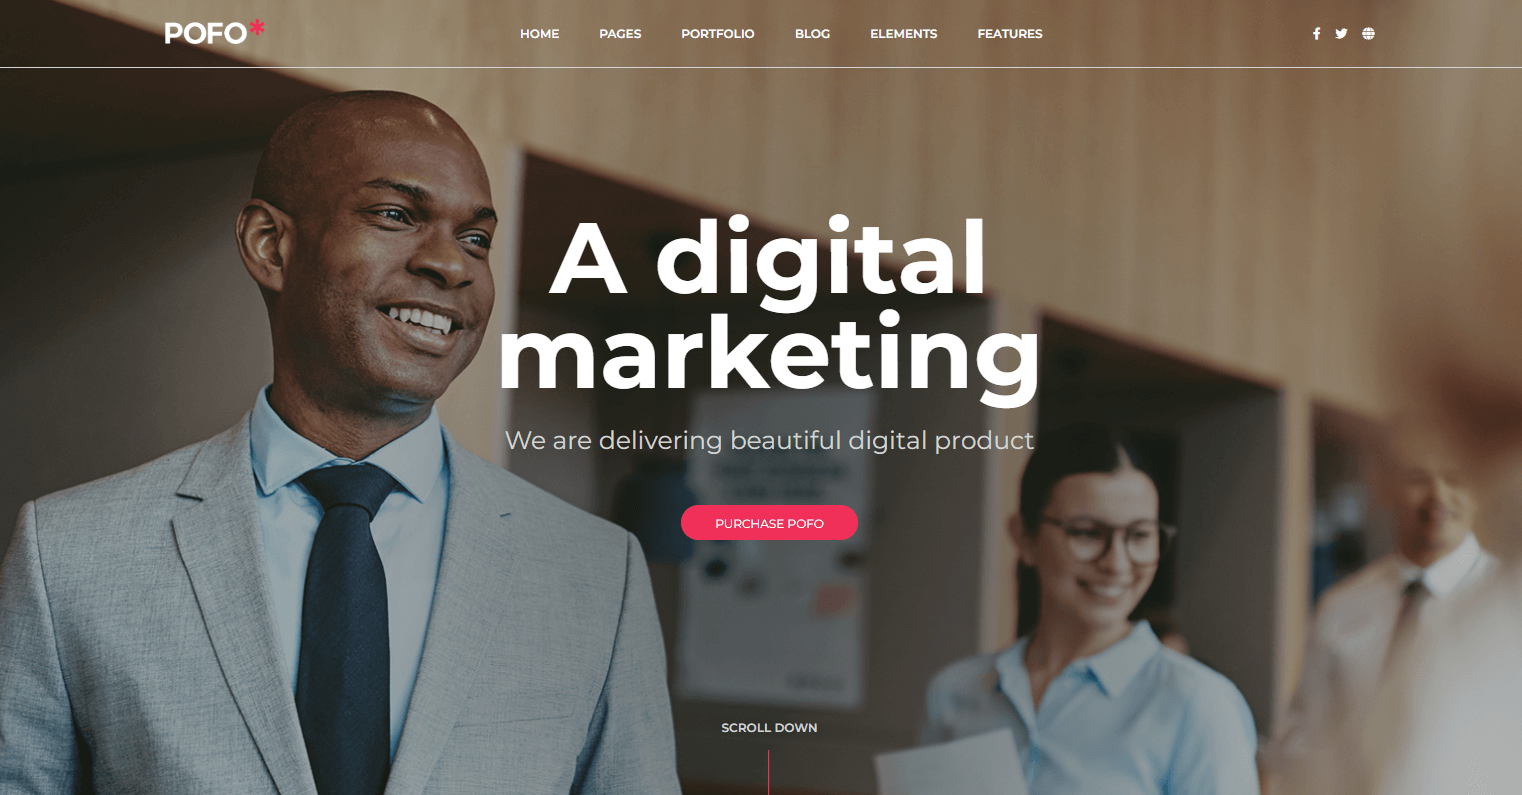 POFO*
HOME
PAGES
PORTFOLIO
BLOG
ELEMENTS
FEATURES
A digital
marketing
We are delivering beautiful digital product
PURCHASE POFO
SCROLL DOWN